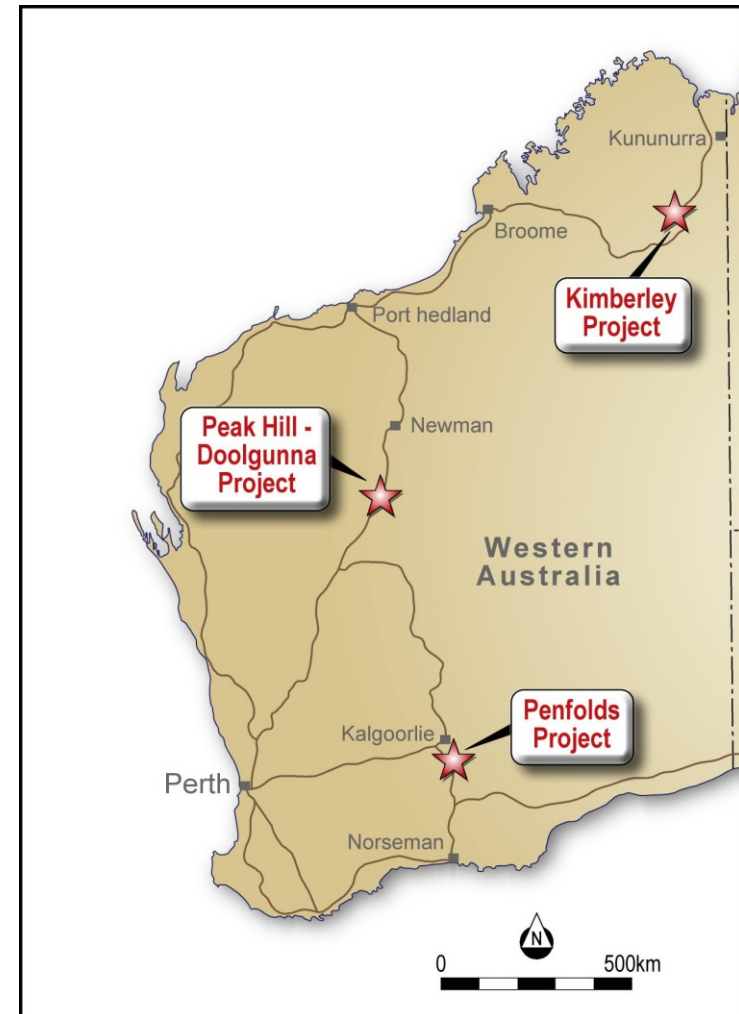 Kununurra
Broome
Kimberley
Project
Port hedland
Peak Hill -
Doolgunna
Project
Newman
Western
Australia
Penfolds
Project
Kalgoorlie
Perth
Norseman
N
0 500km